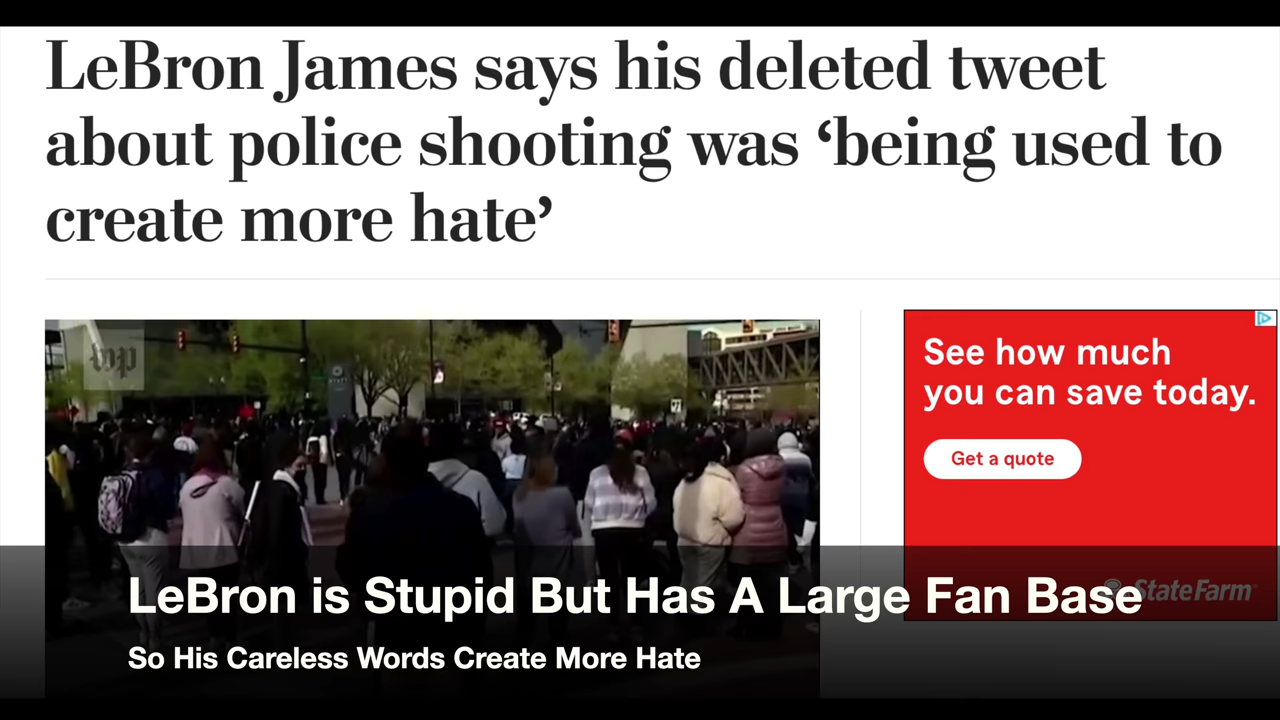 LeBron James says his deleted tweet
about police shooting was ‘being used to
create more hate’
wp
See how much
you can save today.
Get a quote
StateFarm
LeBron is Stupid But Has A Large Fan Base
So His Careless Words Create More Hate